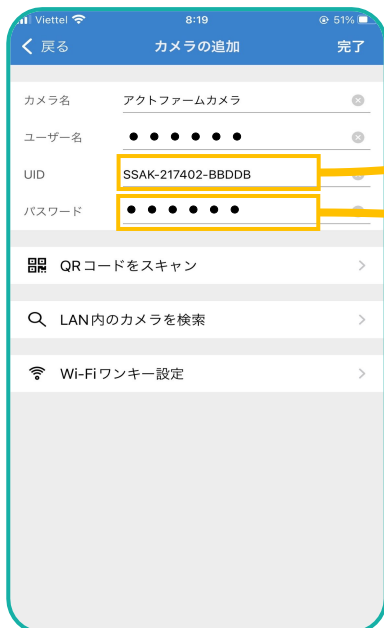 Viettel 8:19 51%
戻る カメラの追加 完了
カメラ名 アクトファームカメラ
ユーザー名 ● ● ● ● ● ●
UID SSAK-217402-BBDDB
パスワード ● ● ● ● ● ●
QRコードをスキャン
LAN内のカメラを検索
Wi-Fiワンキー設定